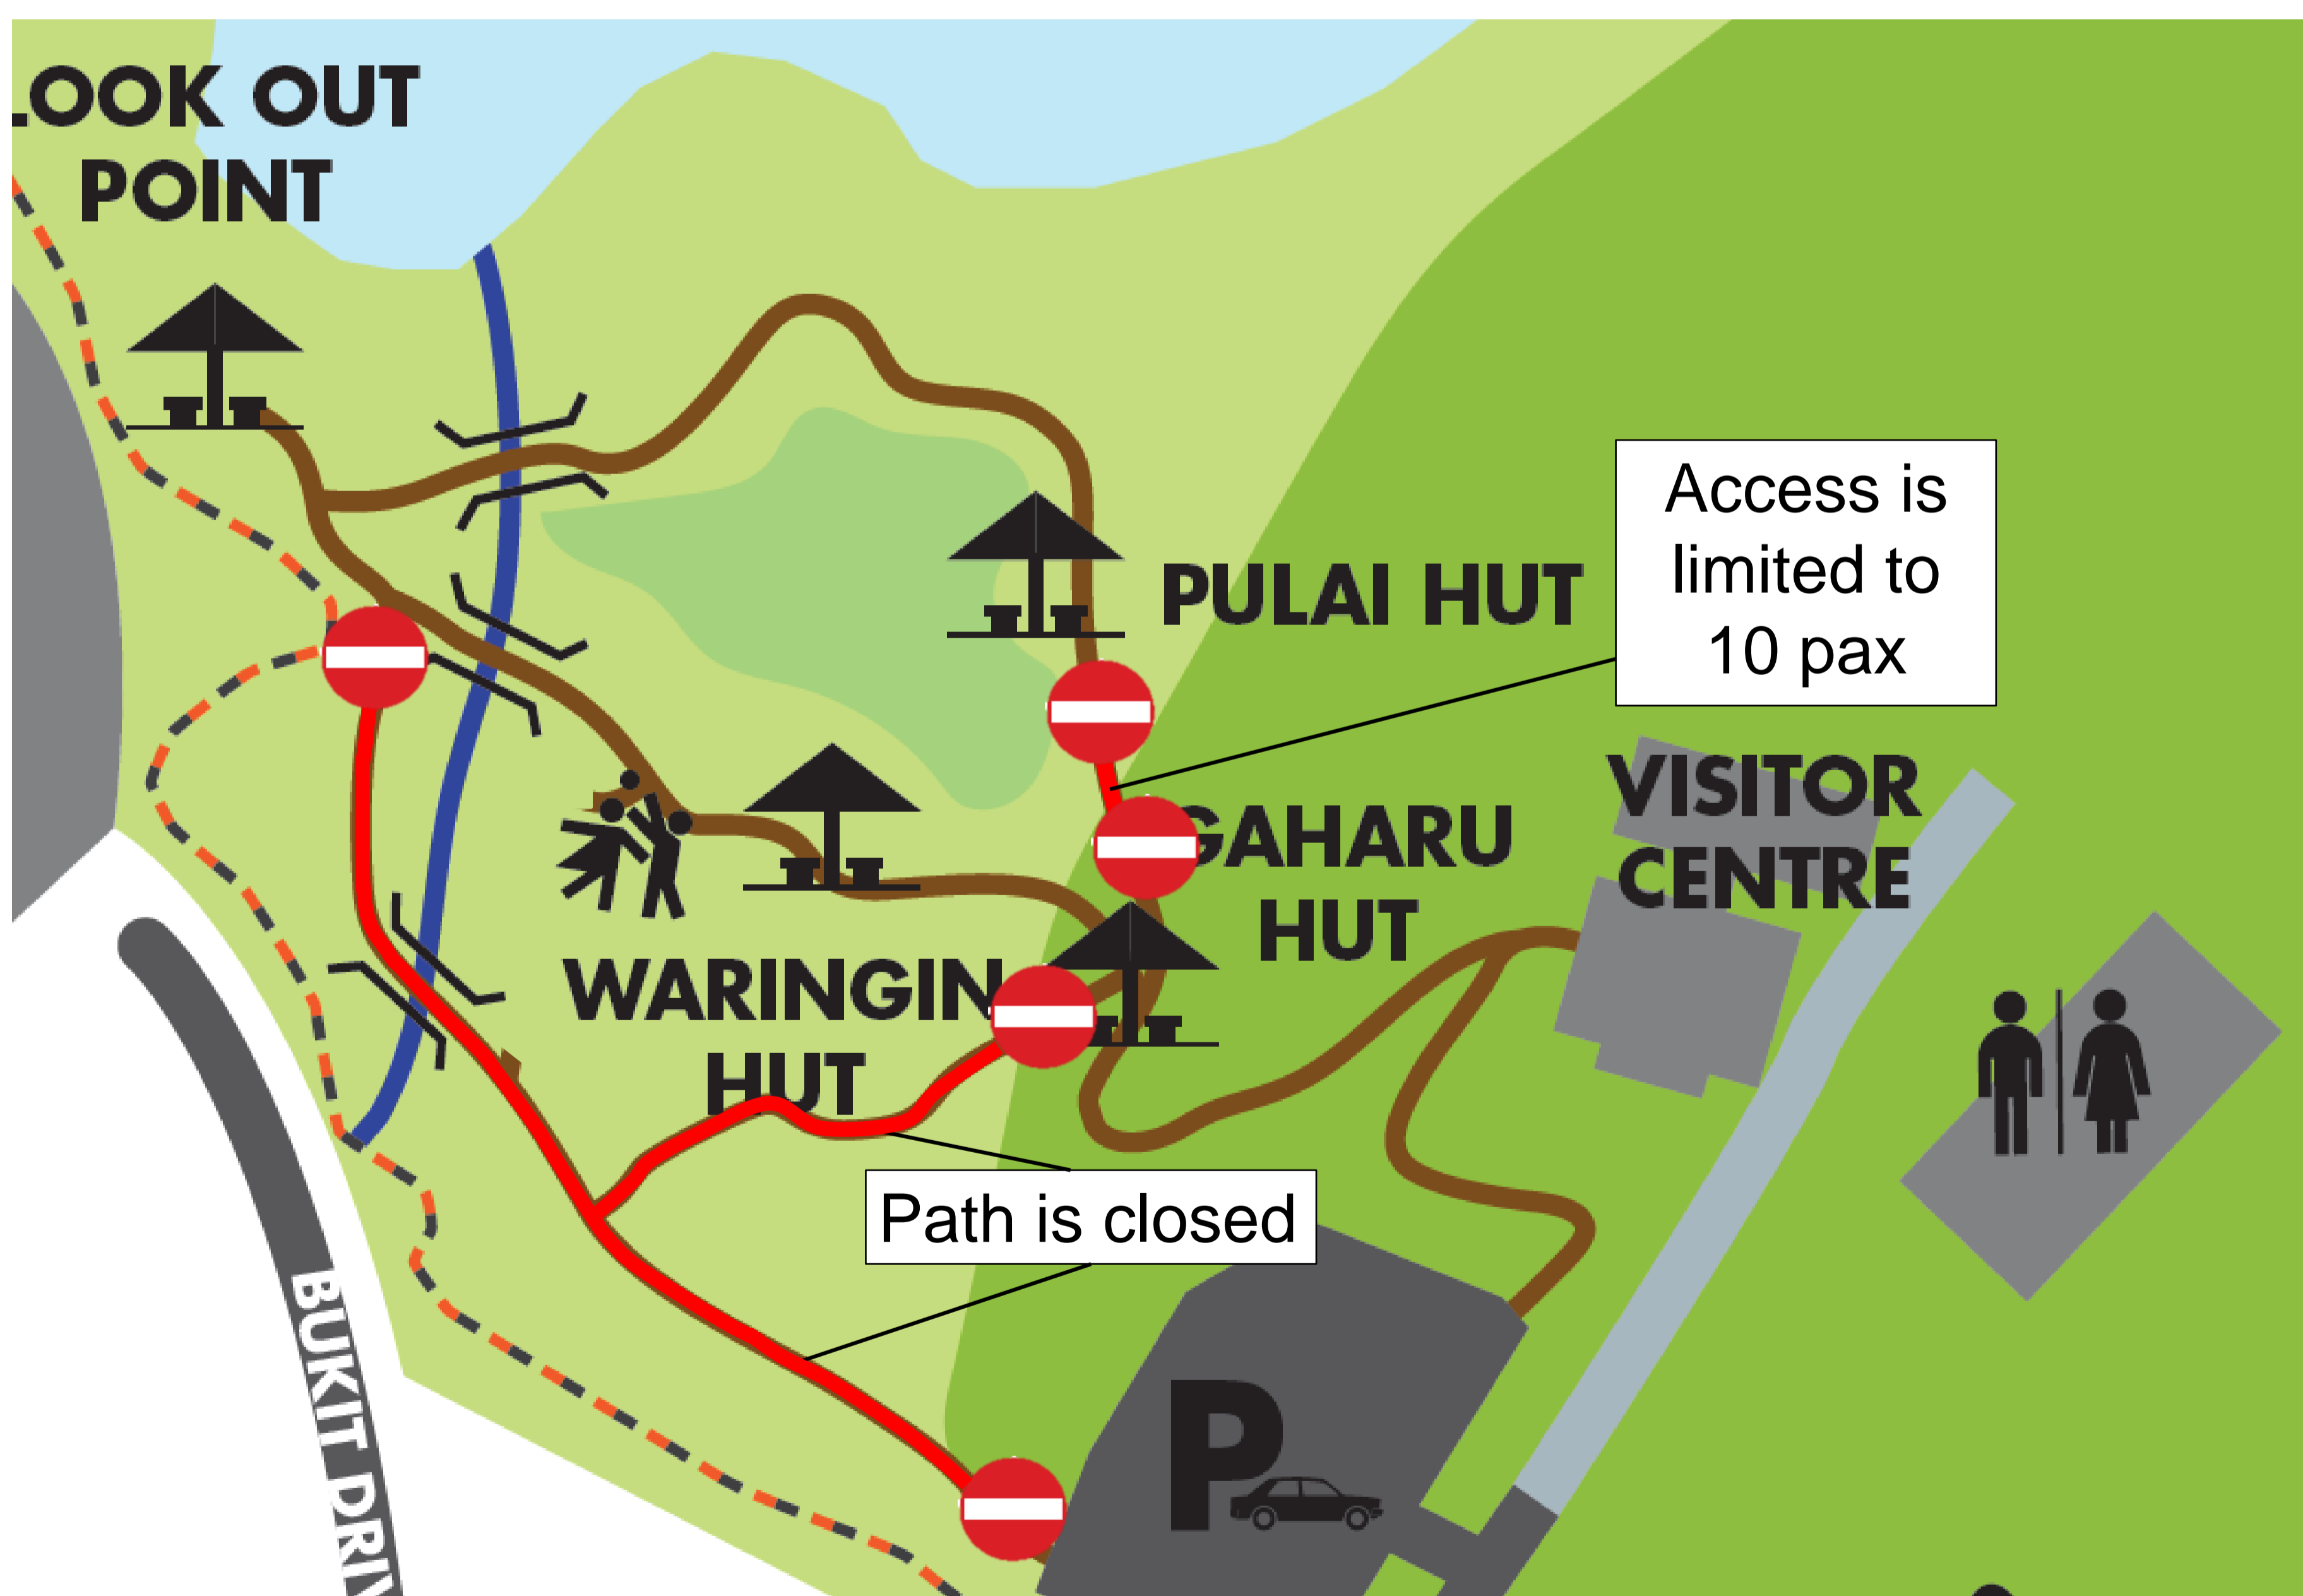 LOOK OUT
POINT
PULAI HUT
Access is
limited to
10 pax
VISITOR
CENTRE
GAHARU
HUT
WARINGIN
HUT
Path is closed
P
BUKIT DRIV